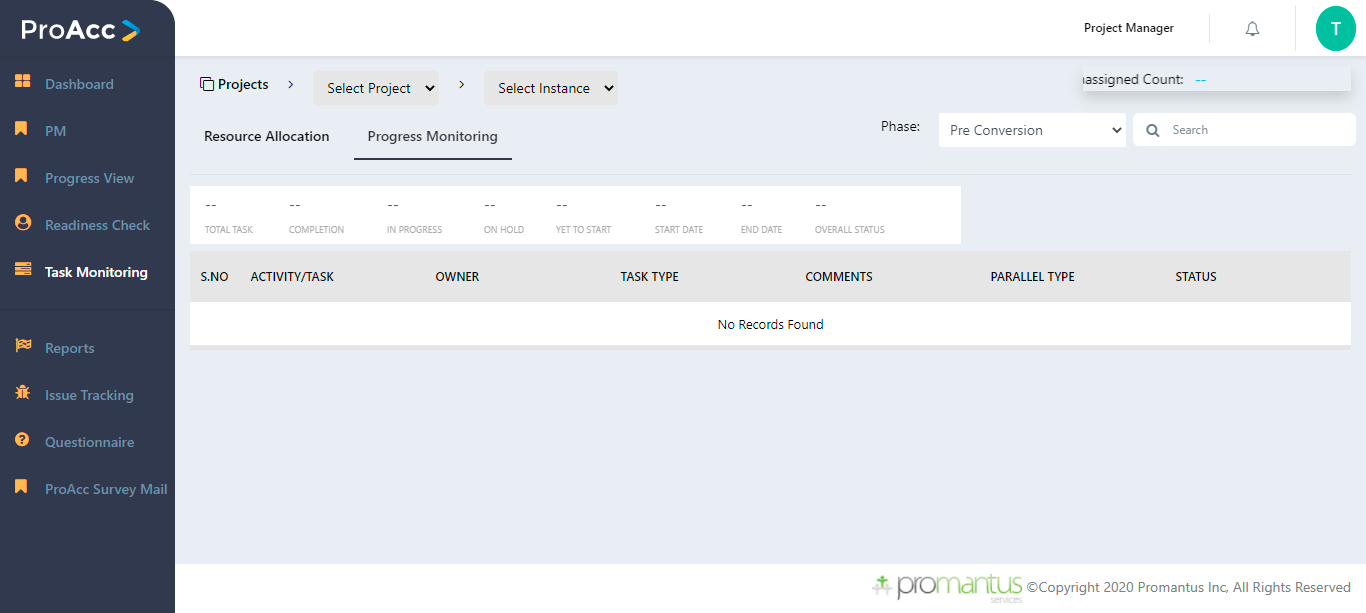 ProAcc
Project Manager
T
Dashboard
PM
Progress View
Readiness Check
Task Monitoring
Reports
Issue Tracking
Questionnaire
ProAcc Survey Mail
Projects > Select Project > Select Instance
assigned Count: --
Resource Allocation Progress Monitoring
Phase: Pre Conversion Search
-- -- -- -- -- -- -- --
TOTAL TASK COMPLETION IN PROGRESS ON HOLD YET TO START START DATE END DATE OVERALL STATUS
S.NO ACTIVITY/TASK OWNER TASK TYPE COMMENTS PARALLEL TYPE STATUS
No Records Found
promantus
services
©Copyright 2020 Promantus Inc, All Rights Reserved